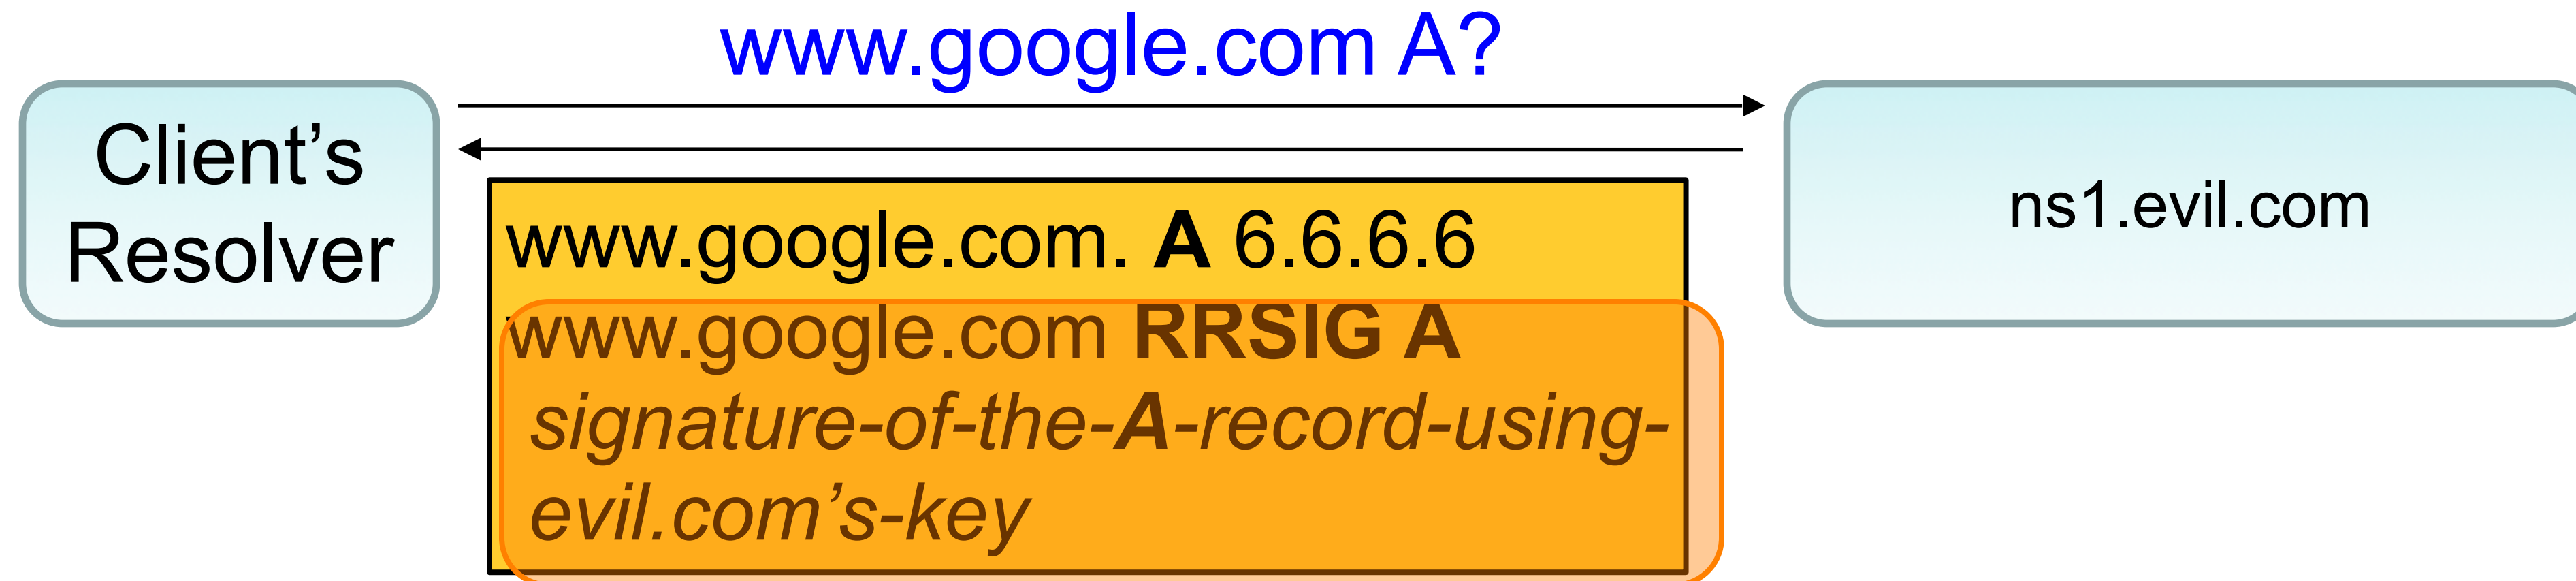 www.google.com A?
Client’s
Resolver
www.google.com. A 6.6.6.6
www.google.com RRSIG A
signature-of-the-A-record-using-
evil.com’s-key
ns1.evil.com